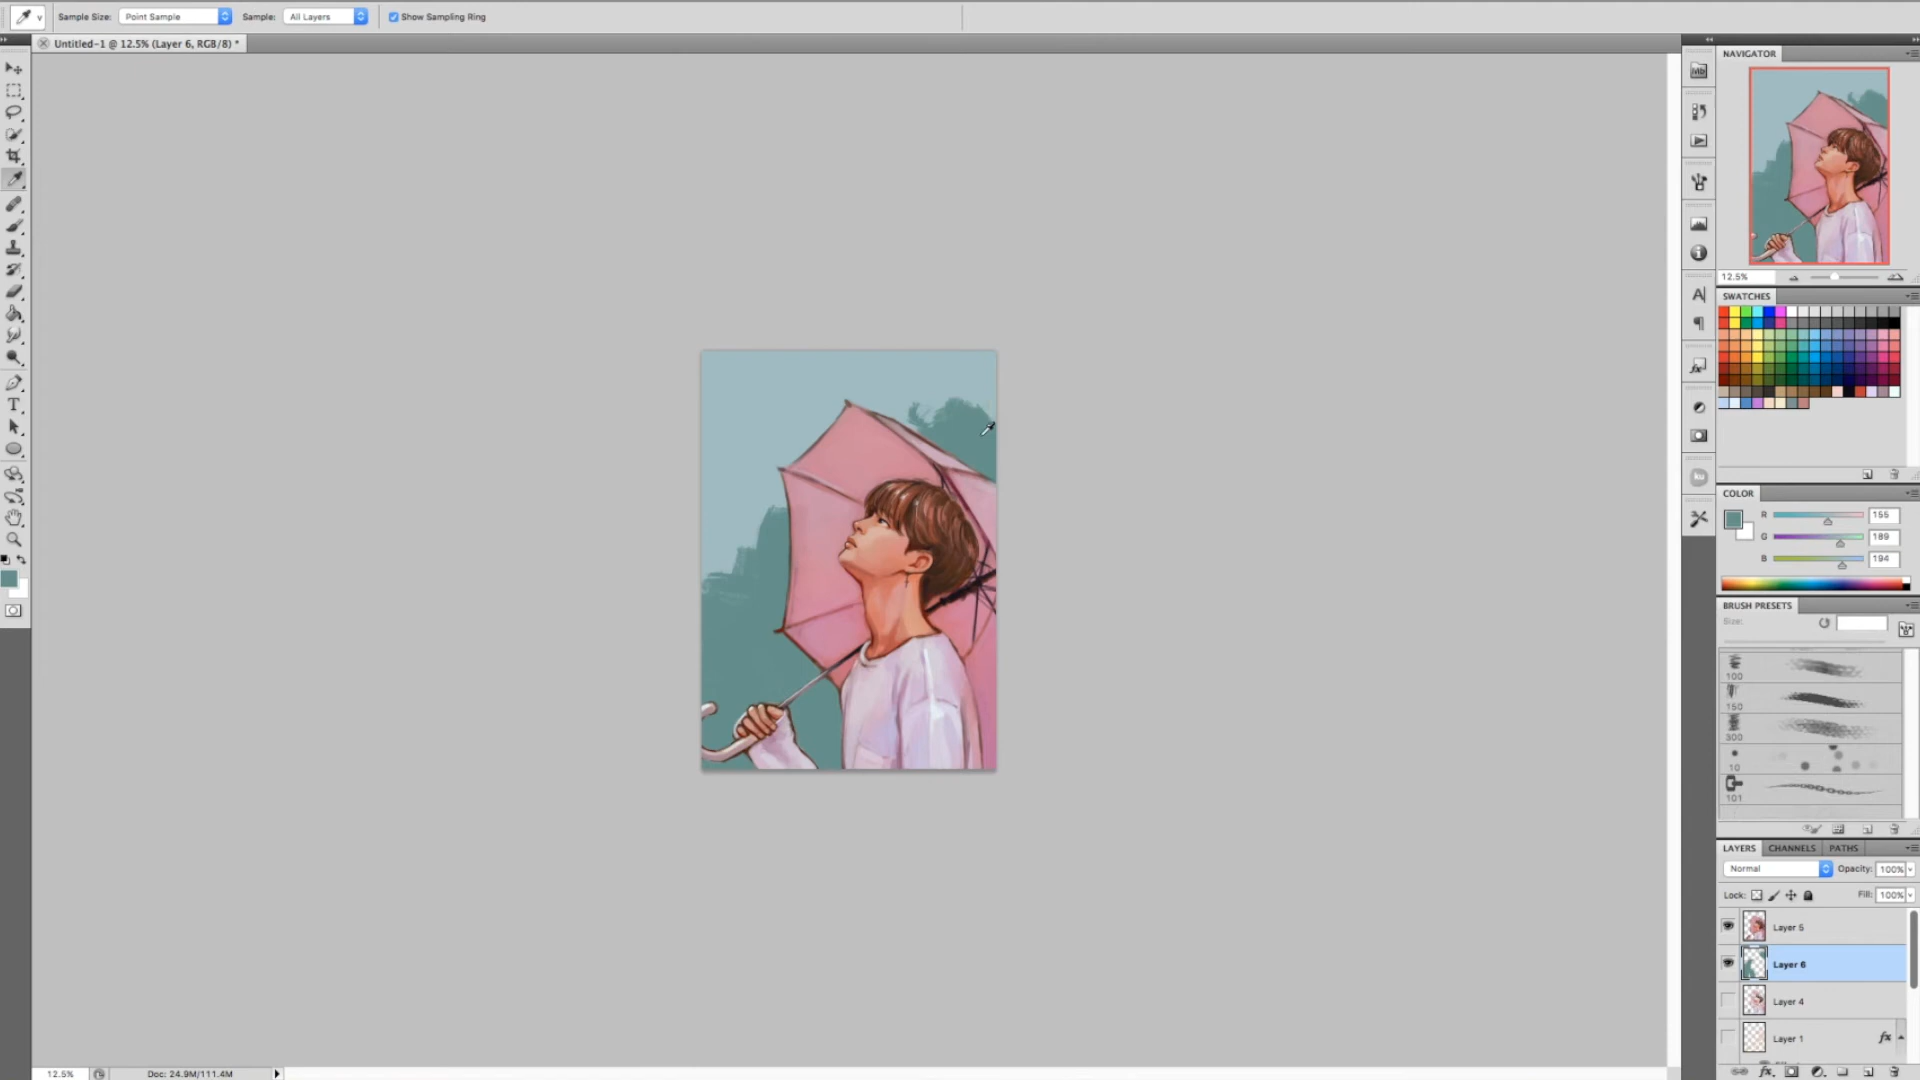 Sample Size: Point Sample Sample: All Layers Show Sampling Ring
Untitled-1 @ 12.5% (Layer 6, RGB/8) *
NAVIGATOR
12.5%
SWATCHES
COLOR
R 155
G 189
B 194
BRUSH PRESETS
Size:
100
150
300
10
101
LAYERS CHANNELS PATHS
Normal Opacity: 100%
Lock: Fill: 100%
Layer 5
Layer 6
Layer 4
Layer 1 fx
12.5% Doc: 24.9M/111.4M